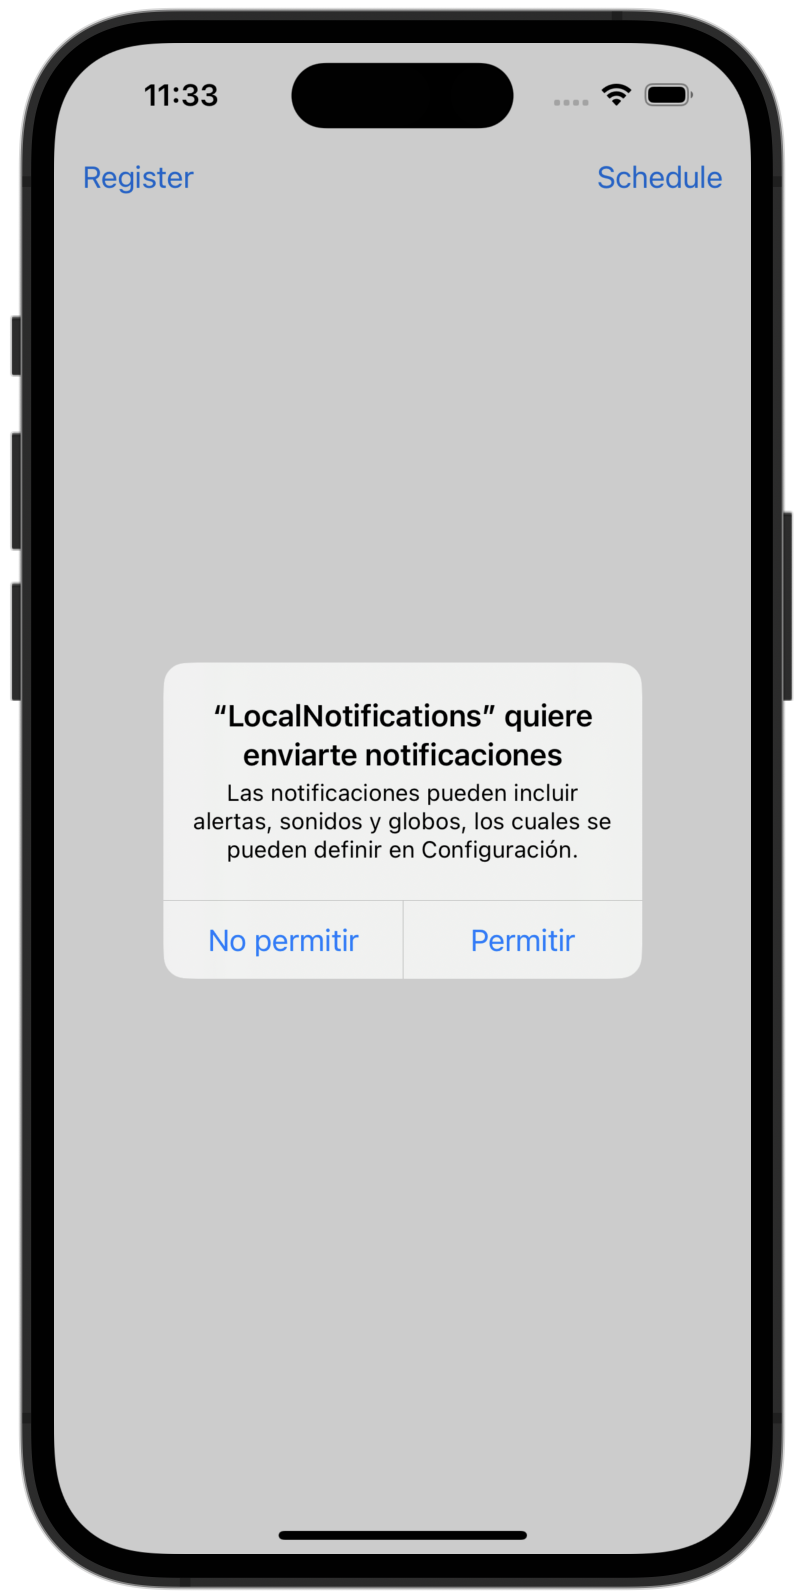 11:33
Register
Schedule
“LocalNotifications” quiere
enviarte notificaciones
Las notificaciones pueden incluir
alertas, sonidos y globos, los cuales se
pueden definir en Configuración.
No permitir
Permitir